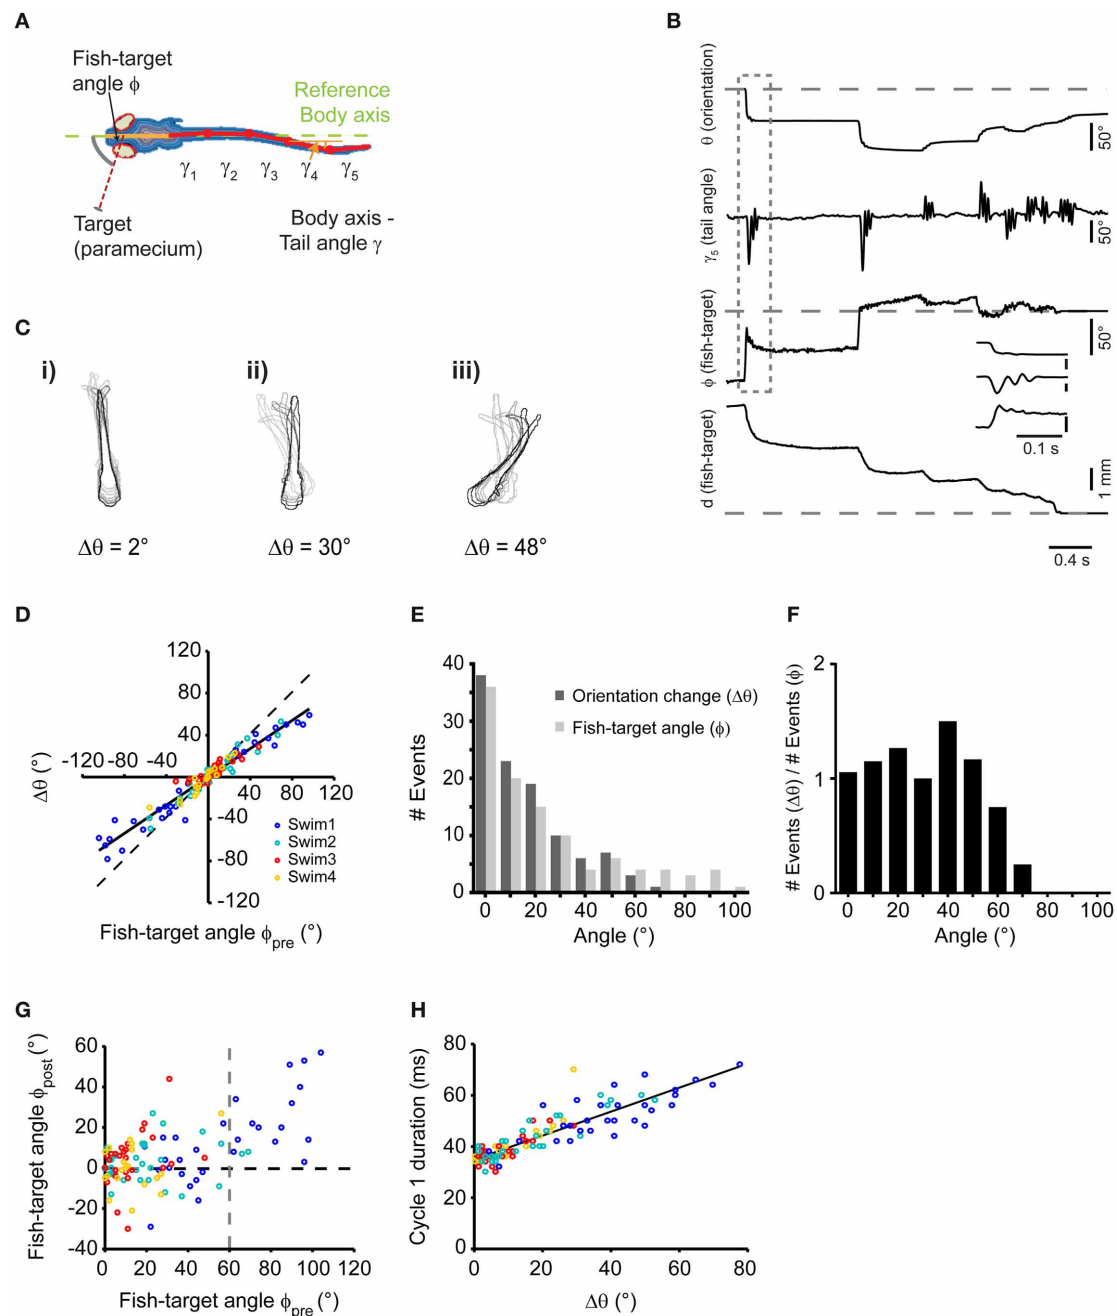 A
Fish-target
angle ϕ
Reference
Body axis
γ1 γ2 γ3 γ4 γ5
Target
(paramecium)
Body axis -
Tail angle γ
B
θ (orientation)
50°
γ5 (tail angle)
50°
ϕ (fish-target)
50°
0.1 s
d (fish-target)
1 mm
0.4 s
C
i)
ii)
iii)
Δθ = 2°
Δθ = 30°
Δθ = 48°
D
120
80
40
-120 -80 -40
40 80 120
-40
-80
-120
Δθ (°)
Swim1
Swim2
Swim3
Swim4
Fish-target angle ϕpre (°)
E
40
30
20
10
0
# Events
Orientation change (Δθ)
Fish-target angle (ϕ)
0 20 40 60 80 100
Angle (°)
F
2
1
0
# Events (Δθ) / # Events (ϕ)
0 20 40 60 80 100
Angle (°)
G
60
40
20
0
-20
-40
Fish-target angle ϕpost (°)
0 20 40 60 80 100 120
Fish-target angle ϕpre (°)
H
80
60
40
20
0
Cycle 1 duration (ms)
0 20 40 60 80
Δθ (°)